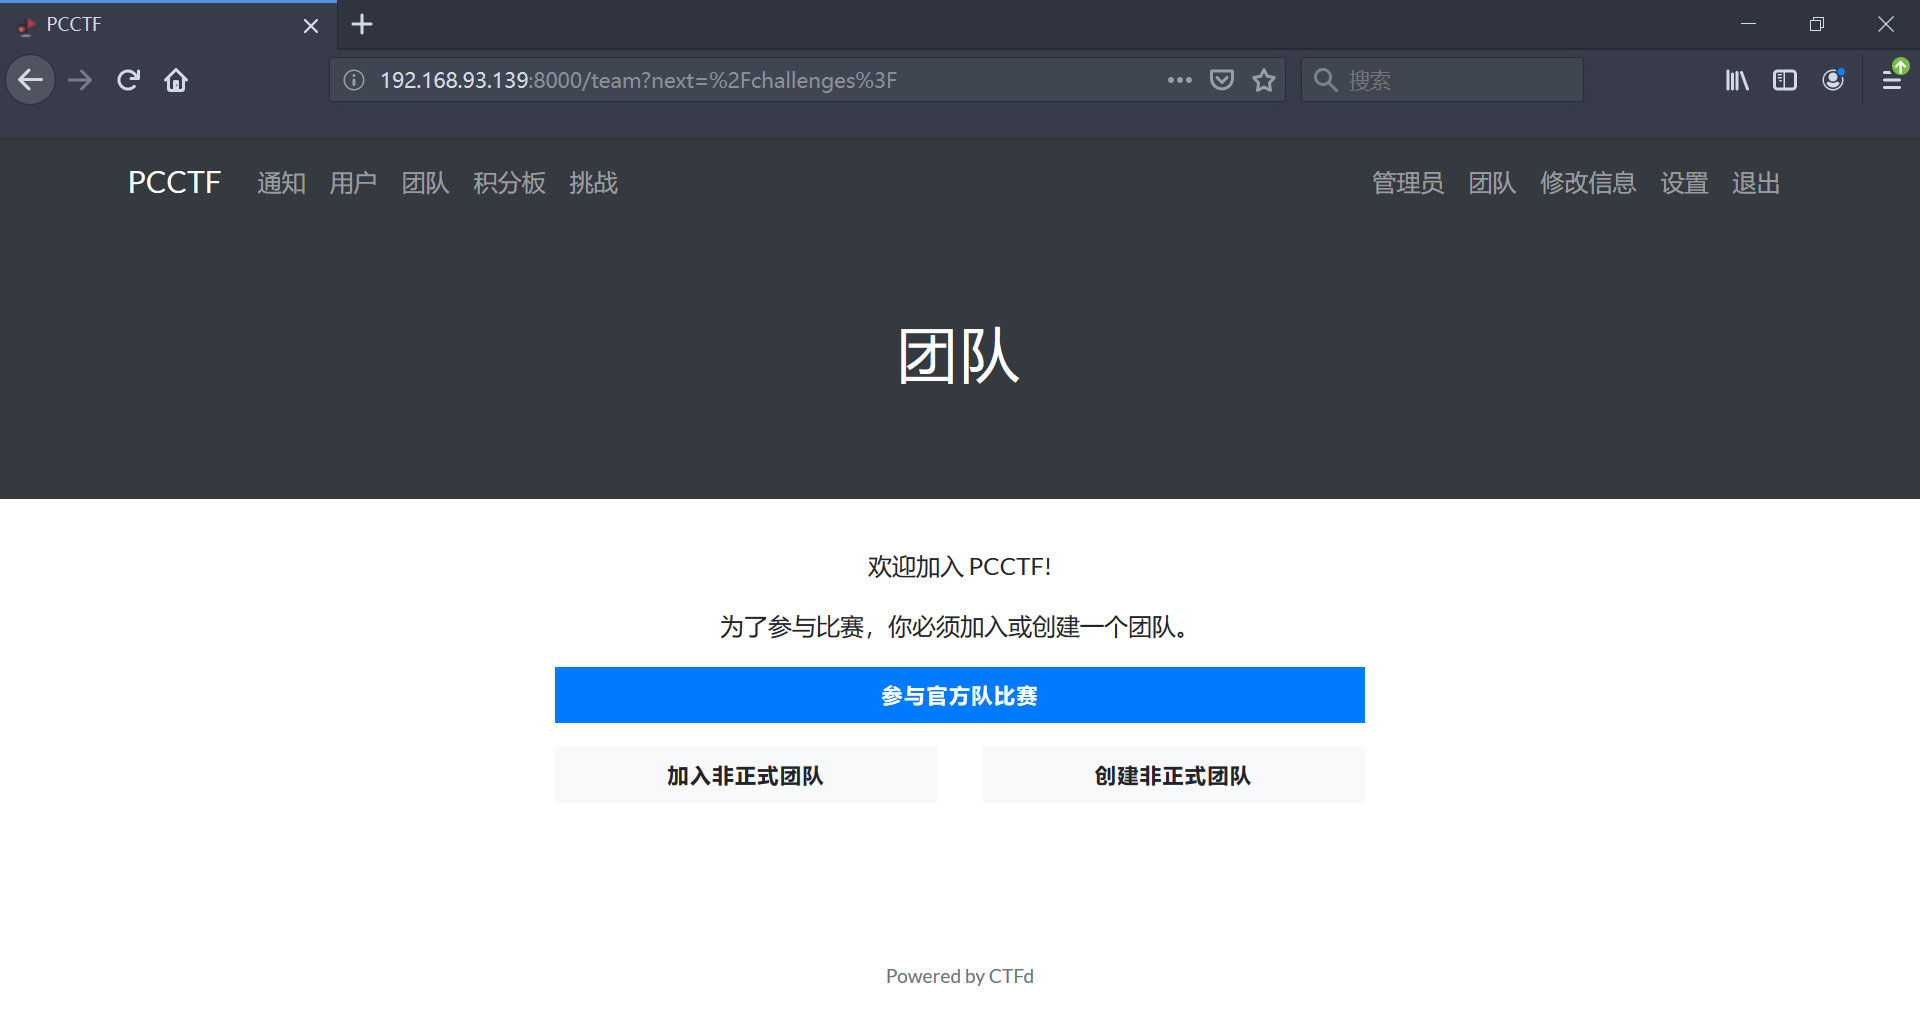 PCCTF
192.168.93.139:8000/team?next=%2Fchallenges%3F
搜索
PCCTF 通知 用户 团队 积分板 挑战 管理员 团队 修改信息 设置 退出
团队
欢迎加入 PCCTF!
为了参与比赛，你必须加入或创建一个团队。
参与官方队比赛
加入非正式团队 创建非正式团队
Powered by CTFd